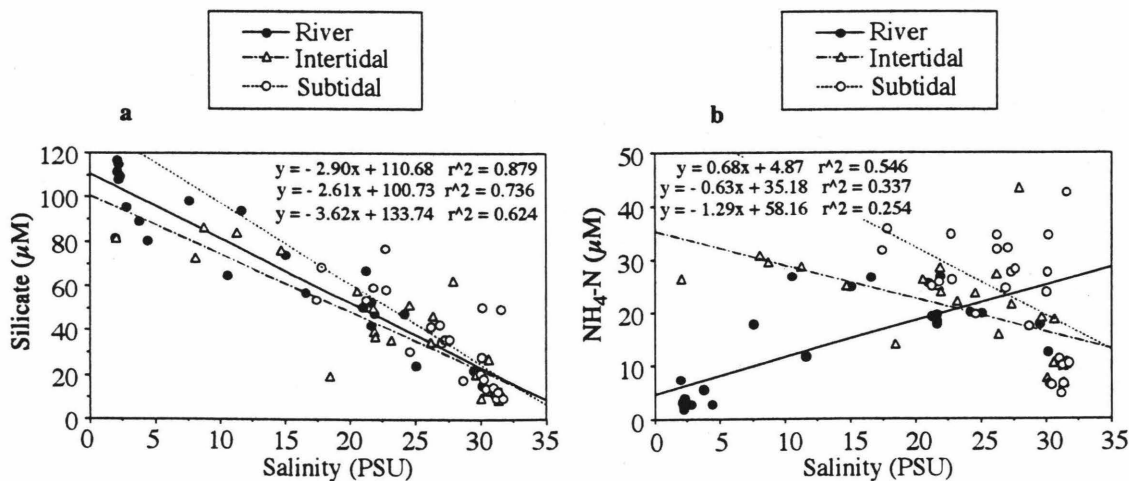 River
Intertidal
Subtidal
a
120
100
80
60
40
20
0
Silicate (µM)
y = - 2.90x + 110.68 r^2 = 0.879
y = - 2.61x + 100.73 r^2 = 0.736
y = - 3.62x + 133.74 r^2 = 0.624
0 5 10 15 20 25 30 35
Salinity (PSU)
River
Intertidal
Subtidal
b
50
40
30
20
10
0
NH4-N (µM)
y = 0.68x + 4.87 r^2 = 0.546
y = - 0.63x + 35.18 r^2 = 0.337
y = - 1.29x + 58.16 r^2 = 0.254
0 5 10 15 20 25 30 35
Salinity (PSU)